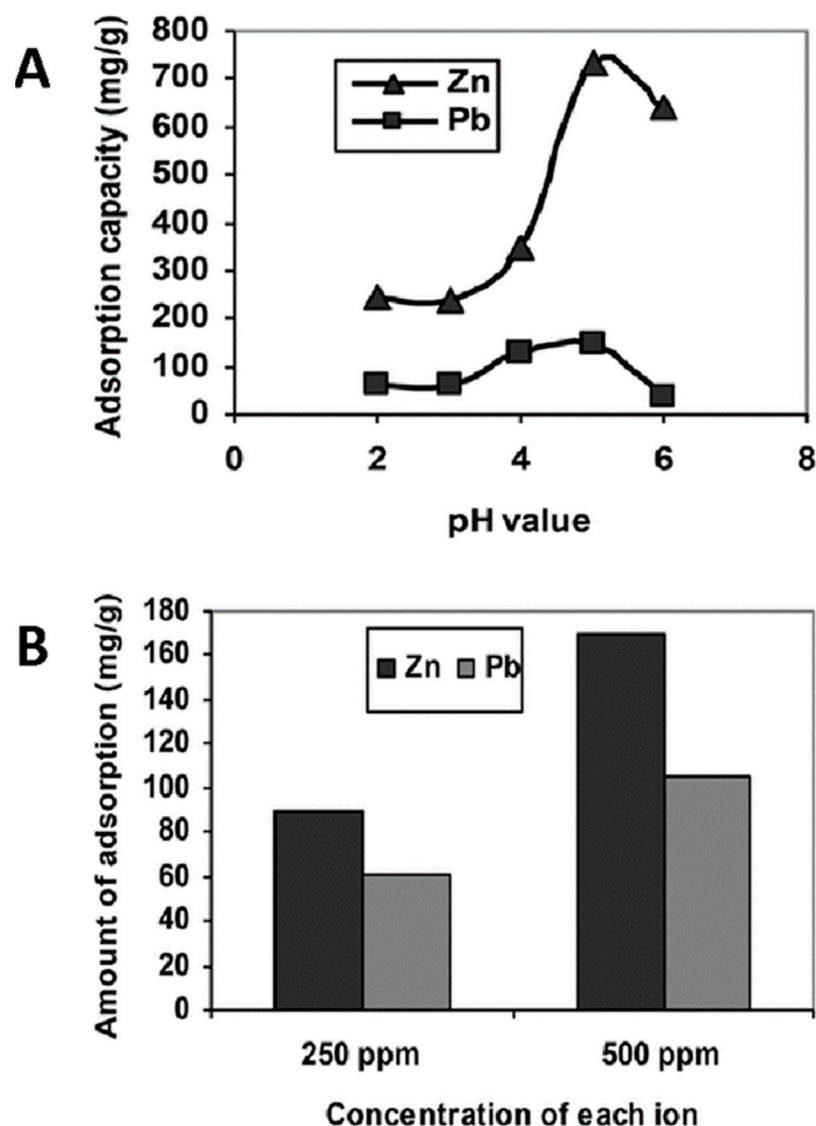 A
Adsorption capacity (mg/g)
800
700
600
500
400
300
200
100
0
Zn
Pb
0 2 4 6 8
pH value
B
Amount of adsorption (mg/g)
180
160
140
120
100
80
60
40
20
0
Zn Pb
250 ppm 500 ppm
Concentration of each ion